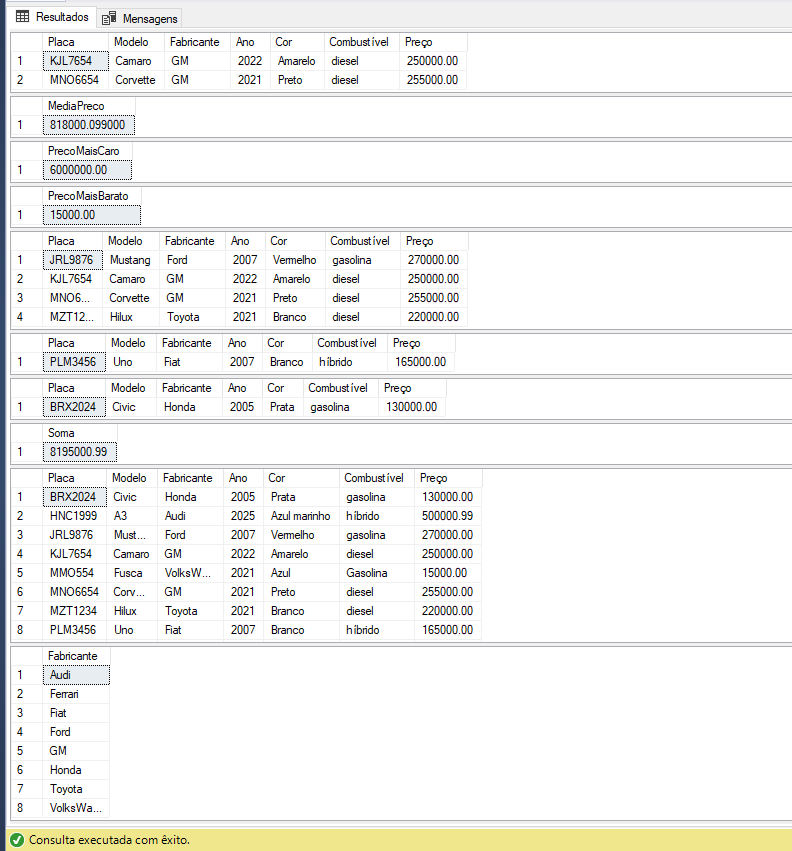 Resultados Mensagens
Placa Modelo Fabricante Ano Cor Combustível Preço
1 KJL7654 Camaro GM 2022 Amarelo diesel 250000.00
2 MNO6654 Corvette GM 2021 Preto diesel 255000.00
MediaPreco
1 818000.099000
PrecoMaisCaro
1 6000000.00
PrecoMaisBarato
1 15000.00
Placa Modelo Fabricante Ano Cor Combustível Preço
1 JRL9876 Mustang Ford 2007 Vermelho gasolina 270000.00
2 KJL7654 Camaro GM 2022 Amarelo diesel 250000.00
3 MNO6... Corvette GM 2021 Preto diesel 255000.00
4 MZT12... Hilux Toyota 2021 Branco diesel 220000.00
Placa Modelo Fabricante Ano Cor Combustível Preço
1 PLM3456 Uno Fiat 2007 Branco híbrido 165000.00
Placa Modelo Fabricante Ano Cor Combustível Preço
1 BRX2024 Civic Honda 2005 Prata gasolina 130000.00
Soma
1 8195000.99
Placa Modelo Fabricante Ano Cor Combustível Preço
1 BRX2024 Civic Honda 2005 Prata gasolina 130000.00
2 HNC1999 A3 Audi 2025 Azul marinho híbrido 500000.99
3 JRL9876 Must... Ford 2007 Vermelho gasolina 270000.00
4 KJL7654 Camaro GM 2022 Amarelo diesel 250000.00
5 MMO554 Fusca VolksW... 2021 Azul Gasolina 15000.00
6 MNO6654 Corv... GM 2021 Preto diesel 255000.00
7 MZT1234 Hilux Toyota 2021 Branco diesel 220000.00
8 PLM3456 Uno Fiat 2007 Branco híbrido 165000.00
Fabricante
1 Audi
2 Ferrari
3 Fiat
4 Ford
5 GM
6 Honda
7 Toyota
8 VolksWa...
Consulta executada com êxito.